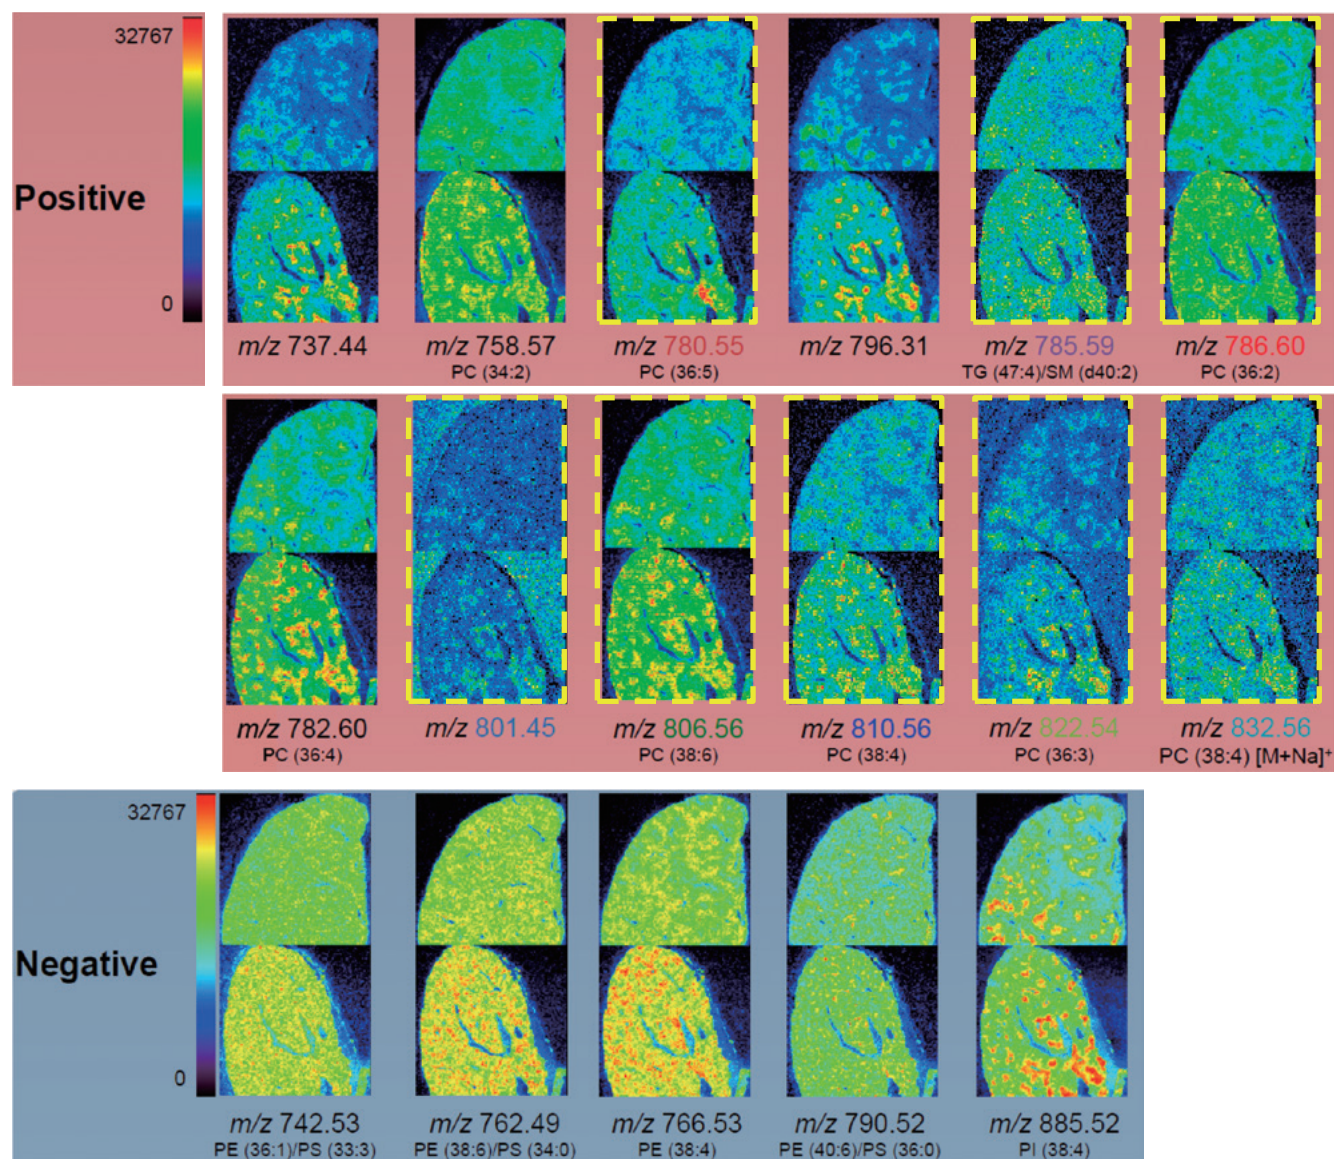 32767
Positive
0
m/z 737.44
m/z 758.57
PC (34:2)
m/z 780.55
PC (36:5)
m/z 796.31
m/z 785.59
TG (47:4)/SM (d40:2)
m/z 786.60
PC (36:2)
m/z 782.60
PC (36:4)
m/z 801.45
m/z 806.56
PC (38:6)
m/z 810.56
PC (38:4)
m/z 822.54
PC (36:3)
m/z 832.56
PC (38:4) [M+Na]⁺
32767
Negative
0
m/z 742.53
PE (36:1)/PS (33:3)
m/z 762.49
PE (38:6)/PS (34:0)
m/z 766.53
PE (38:4)
m/z 790.52
PE (40:6)/PS (36:0)
m/z 885.52
PI (38:4)